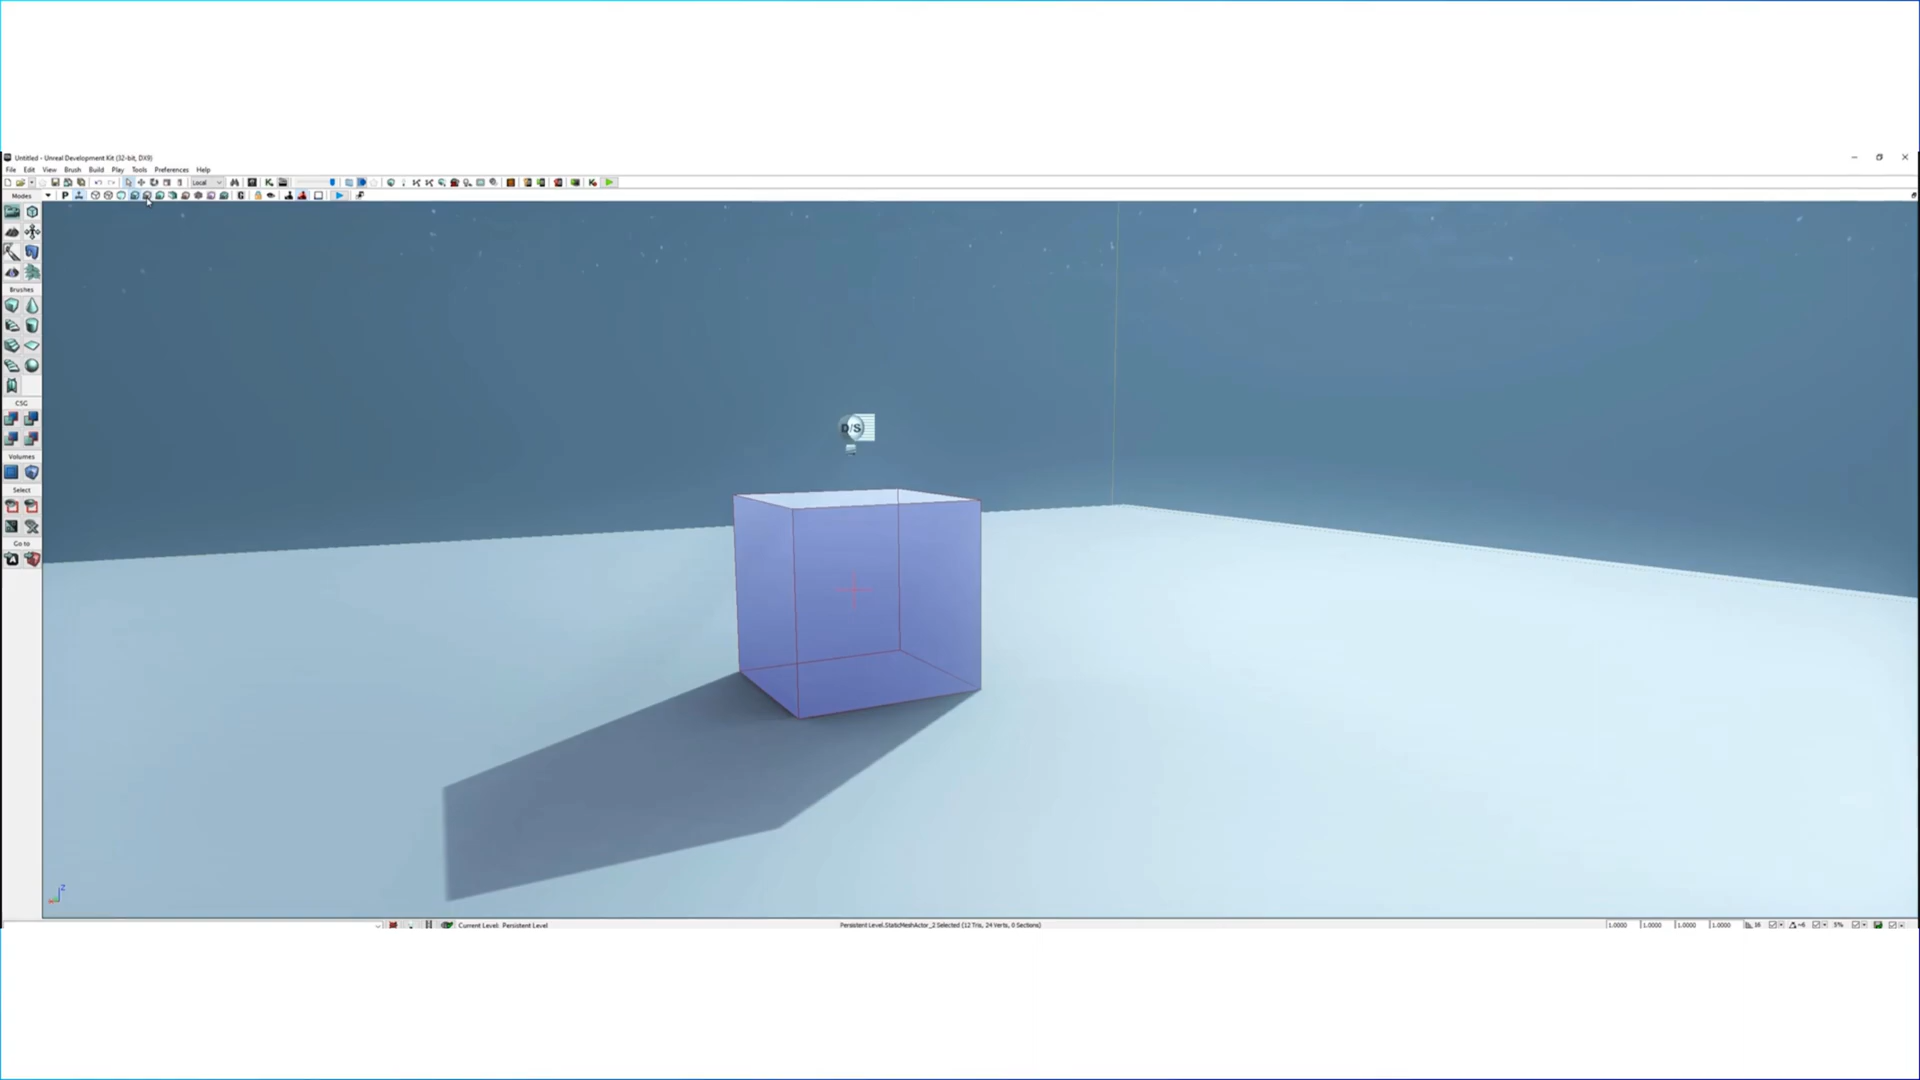 Untitled - Unreal Development Kit (32-bit, DX9)
File Edit View Brush Build Play Tools Preferences Help
Local
Modes
P
Brushes
CSG
Volumes
Select
Go to
D/S
Z
Current Level: Persistent Level
Persistent Level.StaticMeshActor_2 Selected (12 Tris, 24 Verts, 0 Sections)
1.0000 1.0000 1.0000 1.0000 16 5%